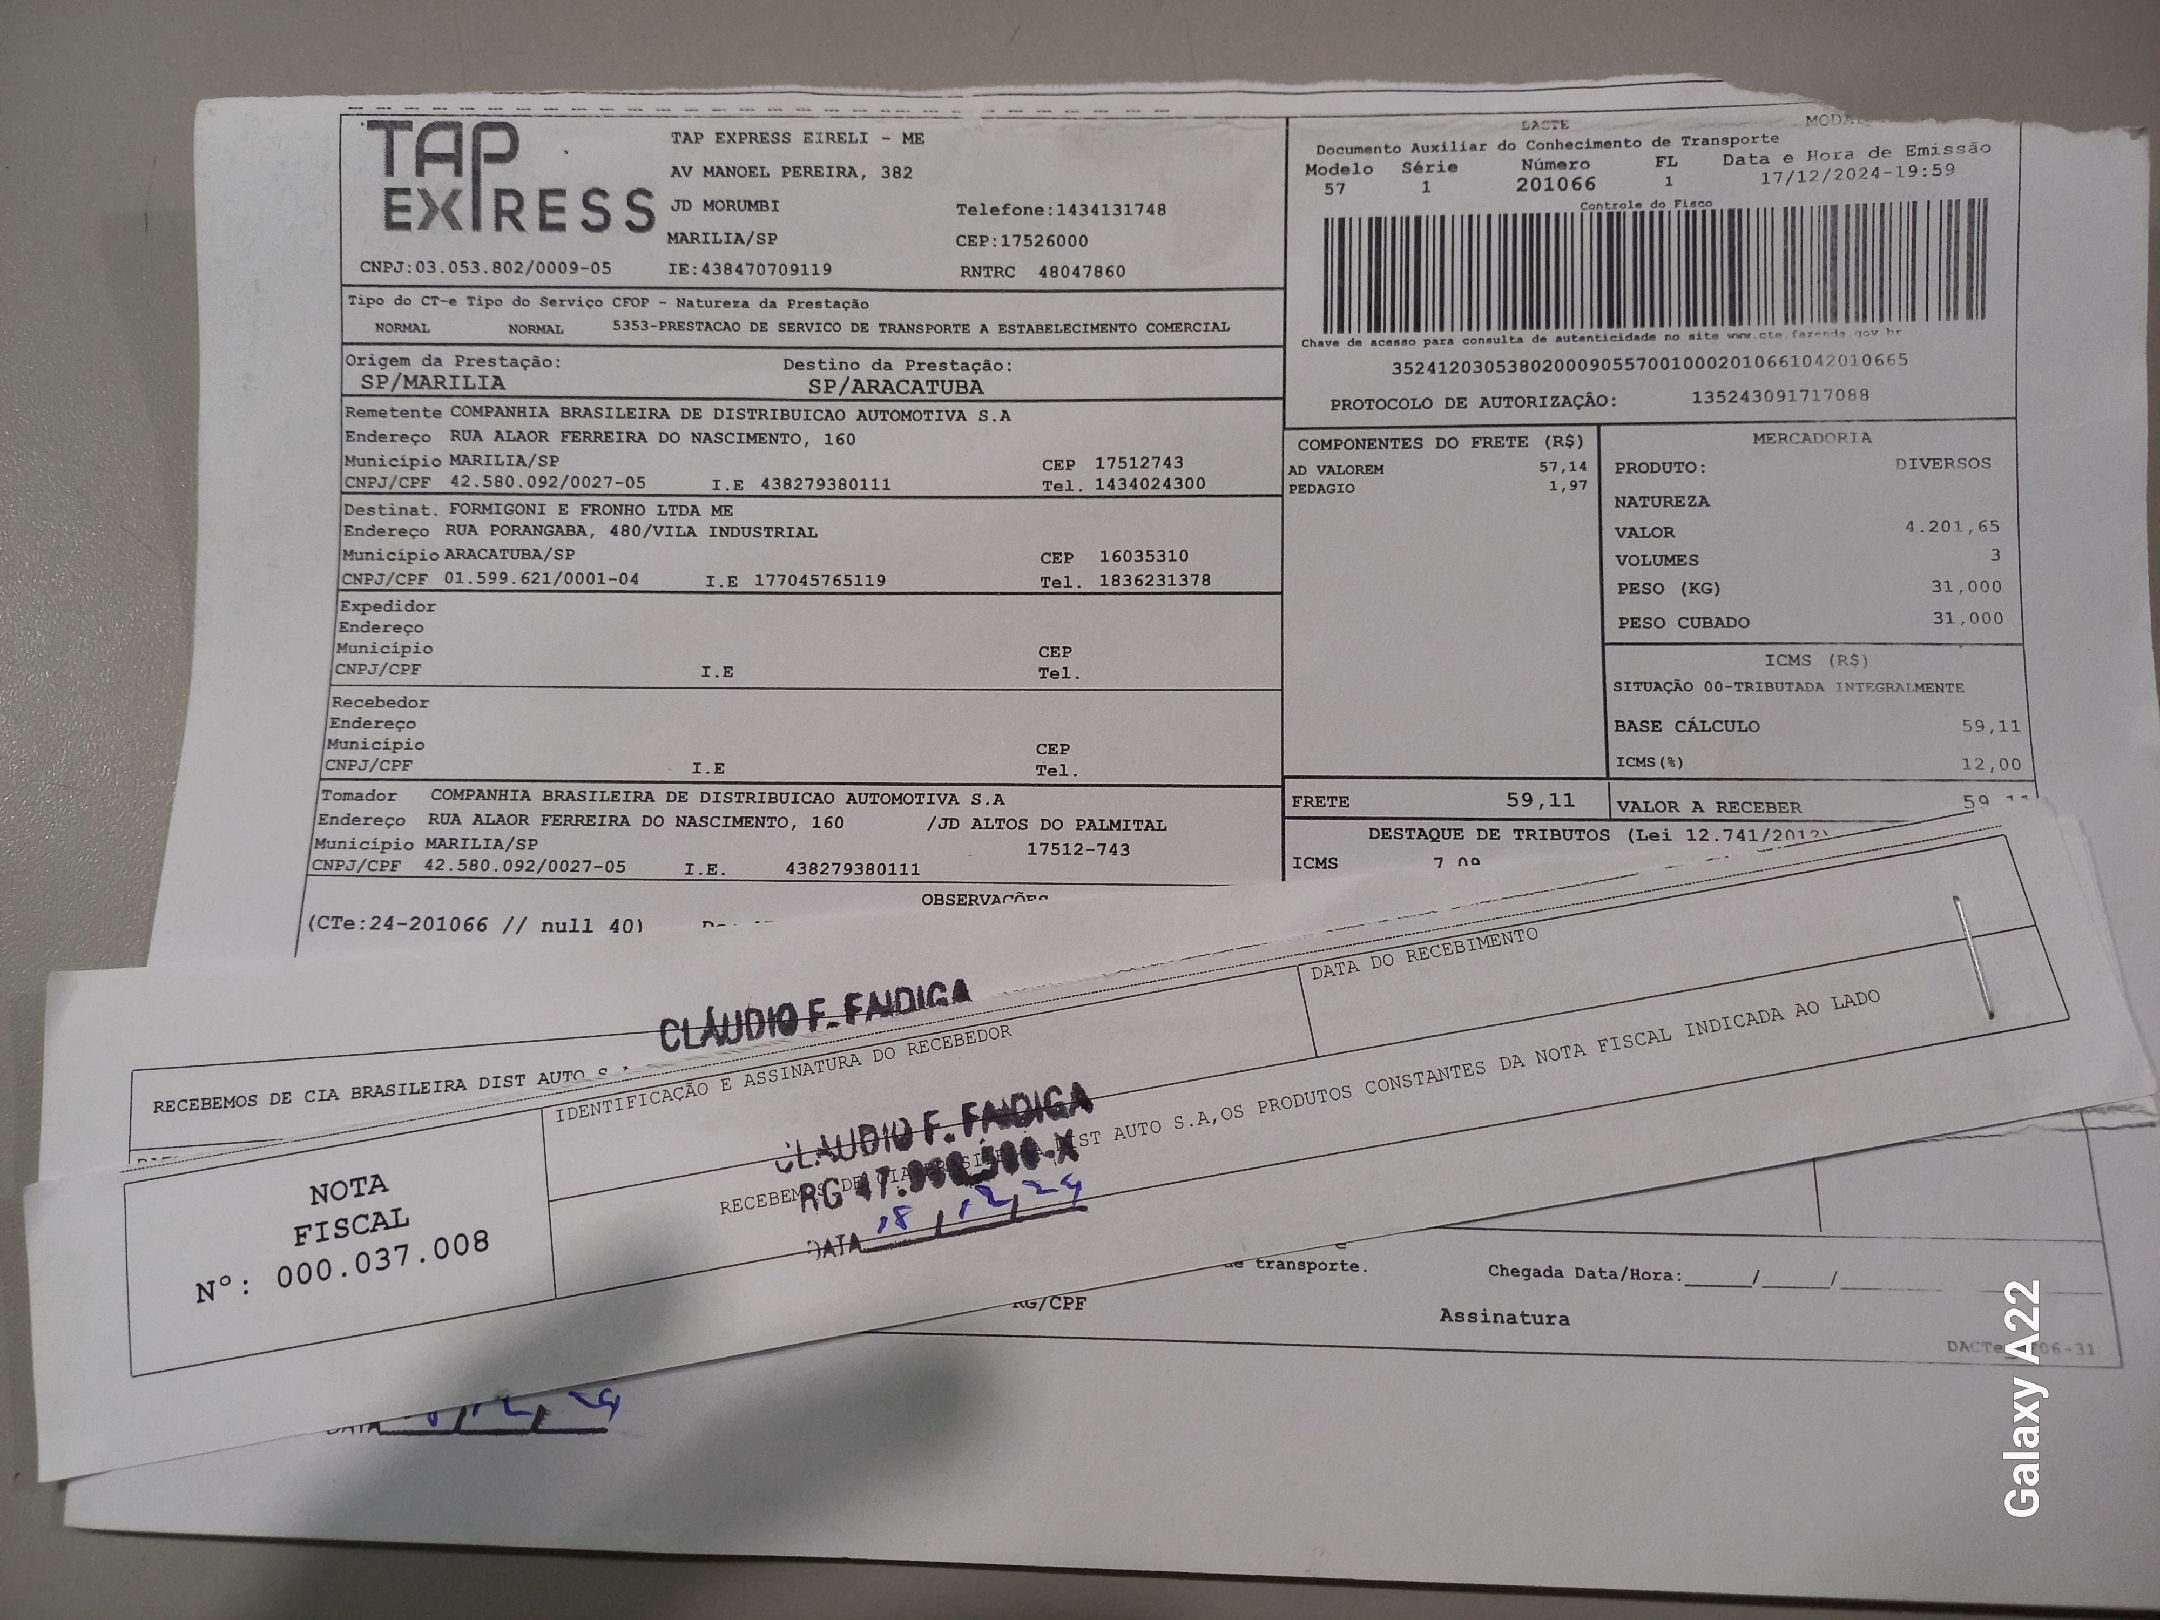 TAP
EXPRESS
TAP EXPRESS EIRELI - ME
AV MANOEL PEREIRA, 382
JD MORUMBI Telefone:1434131748
MARILIA/SP CEP:17526000
CNPJ:03.053.802/0009-05 IE:438470709119 RNTRC 48047860
DACTE
Documento Auxiliar do Conhecimento de Transporte
Modelo Série Número FL Data e Hora de Emissão
57 1 201066 1 17/12/2024-19:59
Controle do Fisco
Chave de acesso para consulta de autenticidade no site www.cte.fazenda.gov.br
35241203053802000905570010002010661042010665
PROTOCOLO DE AUTORIZAÇÃO: 135243091717088
Tipo do CT-e Tipo do Serviço CFOP - Natureza da Prestação
NORMAL NORMAL 5353-PRESTACAO DE SERVICO DE TRANSPORTE A ESTABELECIMENTO COMERCIAL
Origem da Prestação: Destino da Prestação:
SP/MARILIA SP/ARACATUBA
Remetente COMPANHIA BRASILEIRA DE DISTRIBUICAO AUTOMOTIVA S.A
Endereço RUA ALAOR FERREIRA DO NASCIMENTO, 160
Município MARILIA/SP CEP 17512743
CNPJ/CPF 42.580.092/0027-05 I.E 438279380111 Tel. 1434024300
Destinat. FORMIGONI E FRONHO LTDA ME
Endereço RUA PORANGABA, 480/VILA INDUSTRIAL
Município ARACATUBA/SP CEP 16035310
CNPJ/CPF 01.599.621/0001-04 I.E 177045765119 Tel. 1836231378
Expedidor
Endereço
Município CEP
CNPJ/CPF I.E Tel.
Recebedor
Endereço
Município CEP
CNPJ/CPF I.E Tel.
Tomador COMPANHIA BRASILEIRA DE DISTRIBUICAO AUTOMOTIVA S.A
Endereço RUA ALAOR FERREIRA DO NASCIMENTO, 160 /JD ALTOS DO PALMITAL
Município MARILIA/SP 17512-743
CNPJ/CPF 42.580.092/0027-05 I.E. 438279380111
COMPONENTES DO FRETE (R$)
AD VALOREM 57,14
PEDAGIO 1,97
MERCADORIA
PRODUTO: DIVERSOS
NATUREZA
VALOR 4.201,65
VOLUMES 3
PESO (KG) 31,000
PESO CUBADO 31,000
ICMS (R$)
SITUAÇÃO 00-TRIBUTADA INTEGRALMENTE
BASE CÁLCULO 59,11
ICMS(%) 12,00
FRETE 59,11 VALOR A RECEBER 59
DESTAQUE DE TRIBUTOS (Lei 12.741/2012)
ICMS 7,09
OBSERVAÇÕES
(CTe:24-201066 // null 40)
CLÁUDIO F. FAIDIGA
RECEBEMOS DE CIA BRASILEIRA DIST AUTO S.A
IDENTIFICAÇÃO E ASSINATURA DO RECEBEDOR
DATA DO RECEBIMENTO
CLAUDIO F. FAIDIGA
RECEBEMOS DE CIA BRASILEIRA DIST AUTO S.A,OS PRODUTOS CONSTANTES DA NOTA FISCAL INDICADA AO LADO
RG
DATA 18/12/24
NOTA
FISCAL
Nº: 000.037.008
transporte.
Chegada Data/Hora: / /
RG/CPF
Assinatura
DATA
Galaxy A22